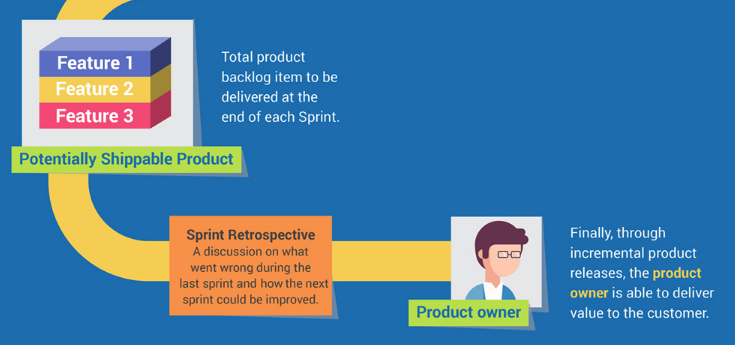 Feature 1
Feature 2
Feature 3
Total product
backlog item to be
delivered at the
end of each Sprint.
Potentially Shippable Product
Sprint Retrospective
A discussion on what
went wrong during the
last sprint and how the next
sprint could be improved.
Product owner
Finally, through
incremental product
releases, the product
owner is able to deliver
value to the customer.